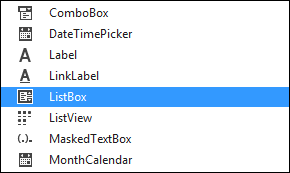 ComboBox
DateTimePicker
Label
LinkLabel
ListBox
ListView
MaskedTextBox
MonthCalendar